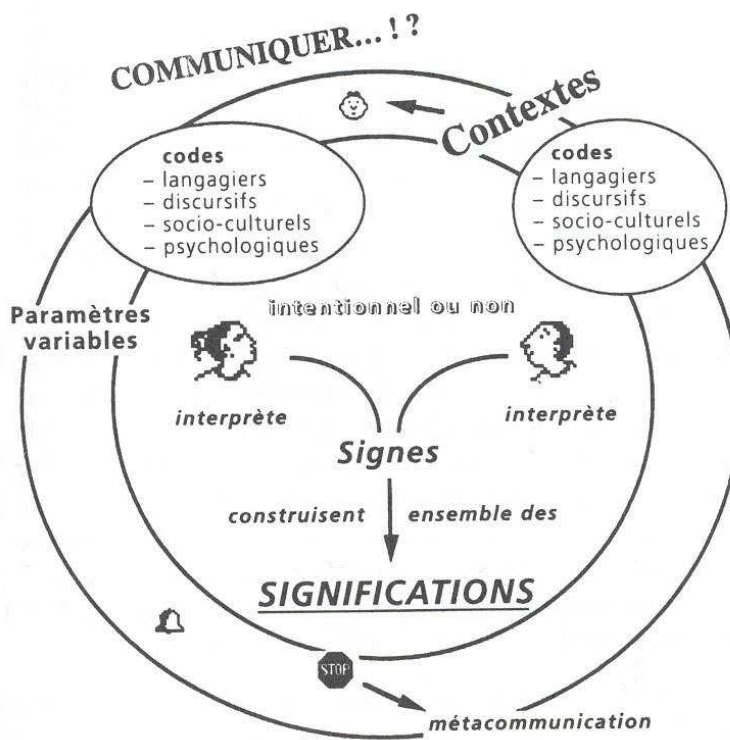 COMMUNIQUER...!?
Contextes
codes
– langagiers
– discursifs
– socio-culturels
– psychologiques
codes
– langagiers
– discursifs
– socio-culturels
– psychologiques
Paramètres
variables
intentionnel ou non
interprète
interprète
Signes
construisent
ensemble des
SIGNIFICATIONS
STOP
métacommunication